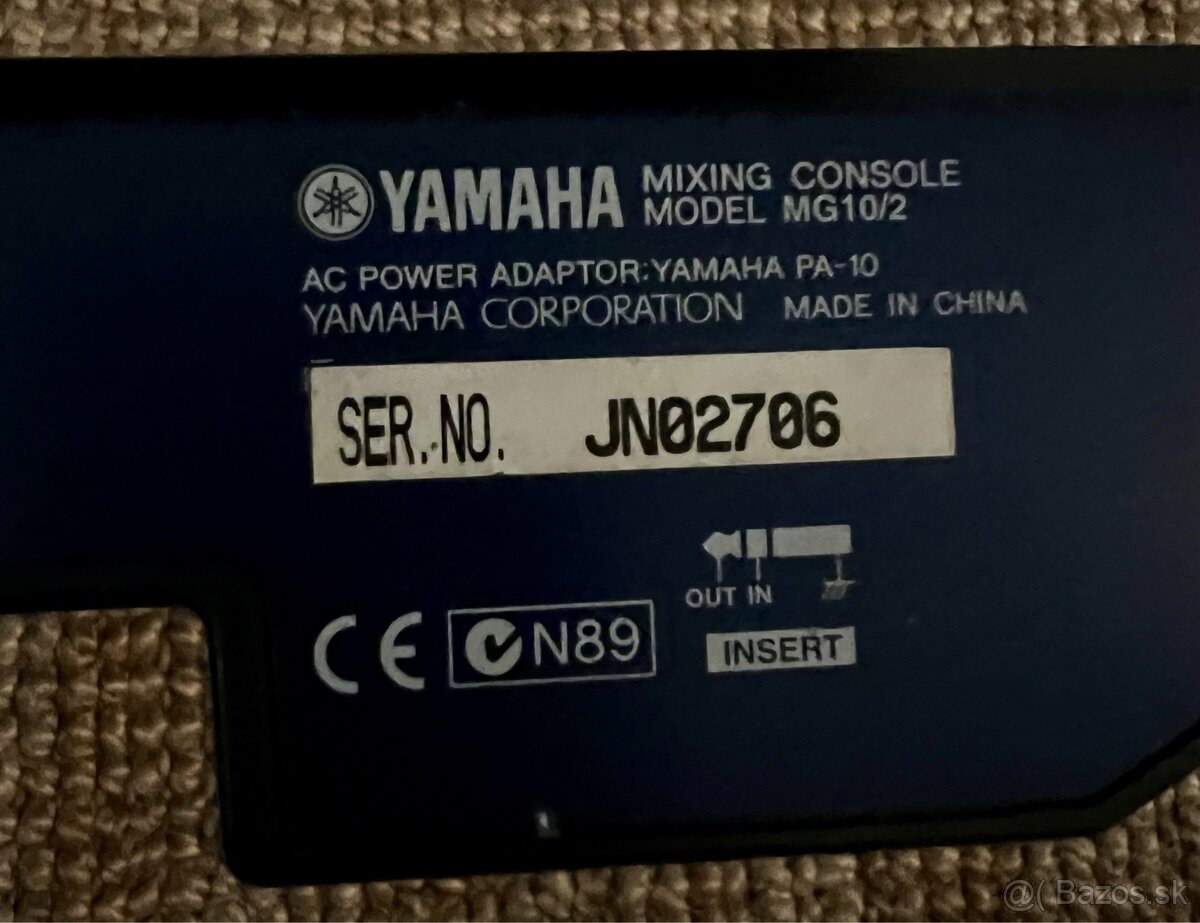 YAMAHA MIXING CONSOLE
MODEL MG10/2
AC POWER ADAPTOR:YAMAHA PA-10
YAMAHA CORPORATION MADE IN CHINA
SER.NO. JN02706
OUT IN
CE N89
INSERT
@( Bazos.sk